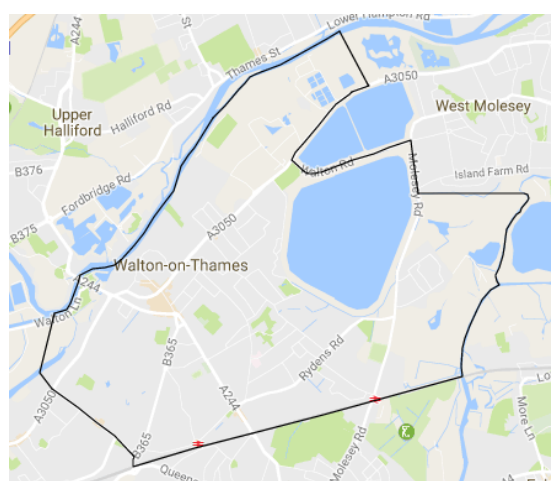 Lower Hampton Rd
A244
Thames St
A3050
Upper
Halliford
Halliford Rd
West Molesey
B376
Walton Rd
Molesey Rd
Island Farm Rd
Fordbridge Rd
A3050
B375
Walton-on-Thames
A244
Walton Ln
Rydens Rd
B365
A244
A3050
B365
Molesey Rd
More Ln
Queens
Lo